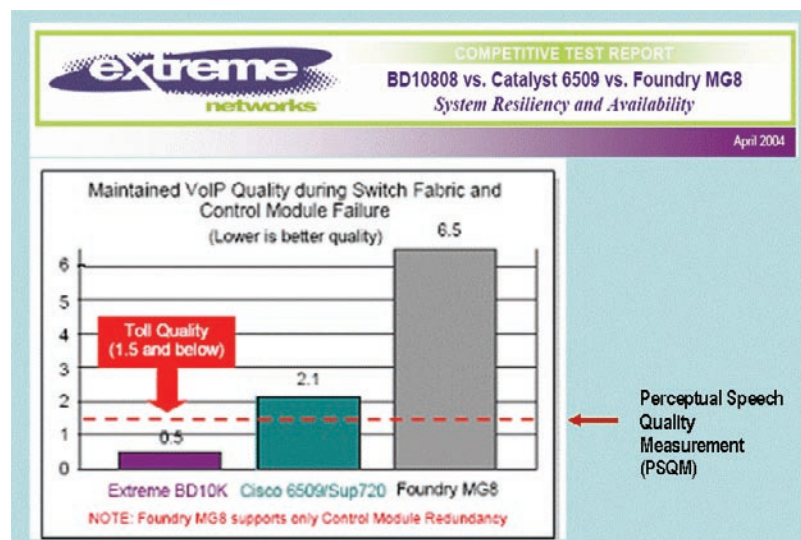 extreme
networks
COMPETITIVE TEST REPORT
BD10808 vs. Catalyst 6509 vs. Foundry MG8
System Resiliency and Availability
April 2004
Maintained VoIP Quality during Switch Fabric and
Control Module Failure
(Lower is better quality)
6.5
6
5
4
3
2
1
0
Toll Quality
(1.5 and below)
2.1
0.5
Extreme BD10K
Cisco 6509/Sup720
Foundry MG8
NOTE: Foundry MG8 supports only Control Module Redundancy
Perceptual Speech
Quality
Measurement
(PSQM)